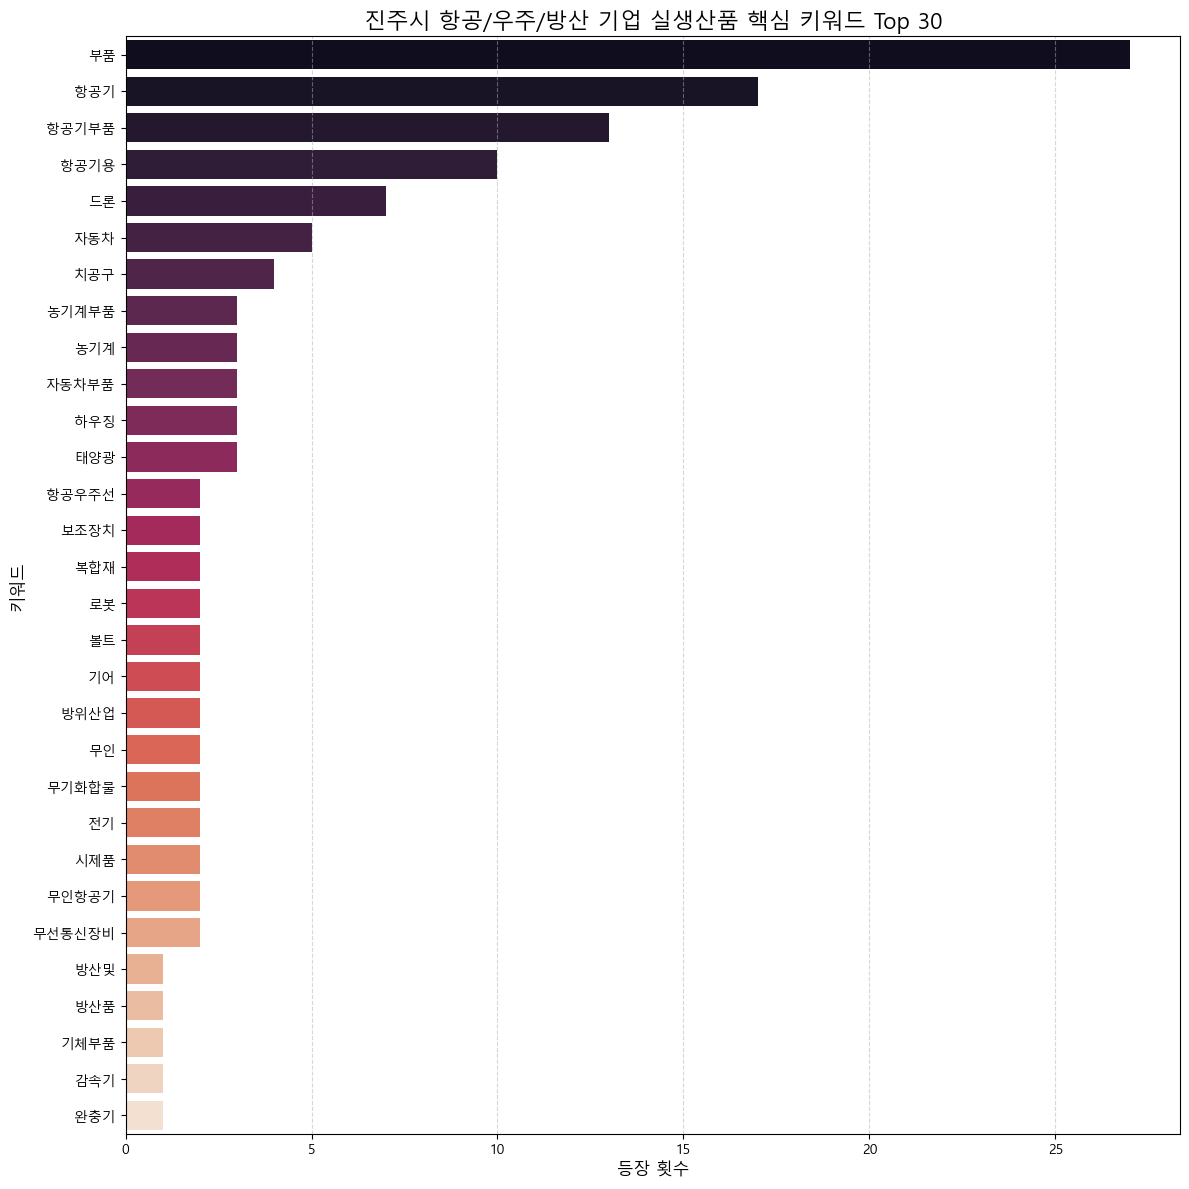 진주시 항공/우주/방산 기업 실생산품 핵심 키워드 Top 30
키워드
부품
항공기
항공기부품
항공기용
드론
자동차
치공구
농기계부품
농기계
자동차부품
하우징
태양광
항공우주선
보조장치
복합재
로봇
볼트
기어
방위산업
무인
무기화합물
전기
시제품
무인항공기
무선통신장비
방산및
방산품
기체부품
감속기
완충기
0 5 10 15 20 25
등장 횟수